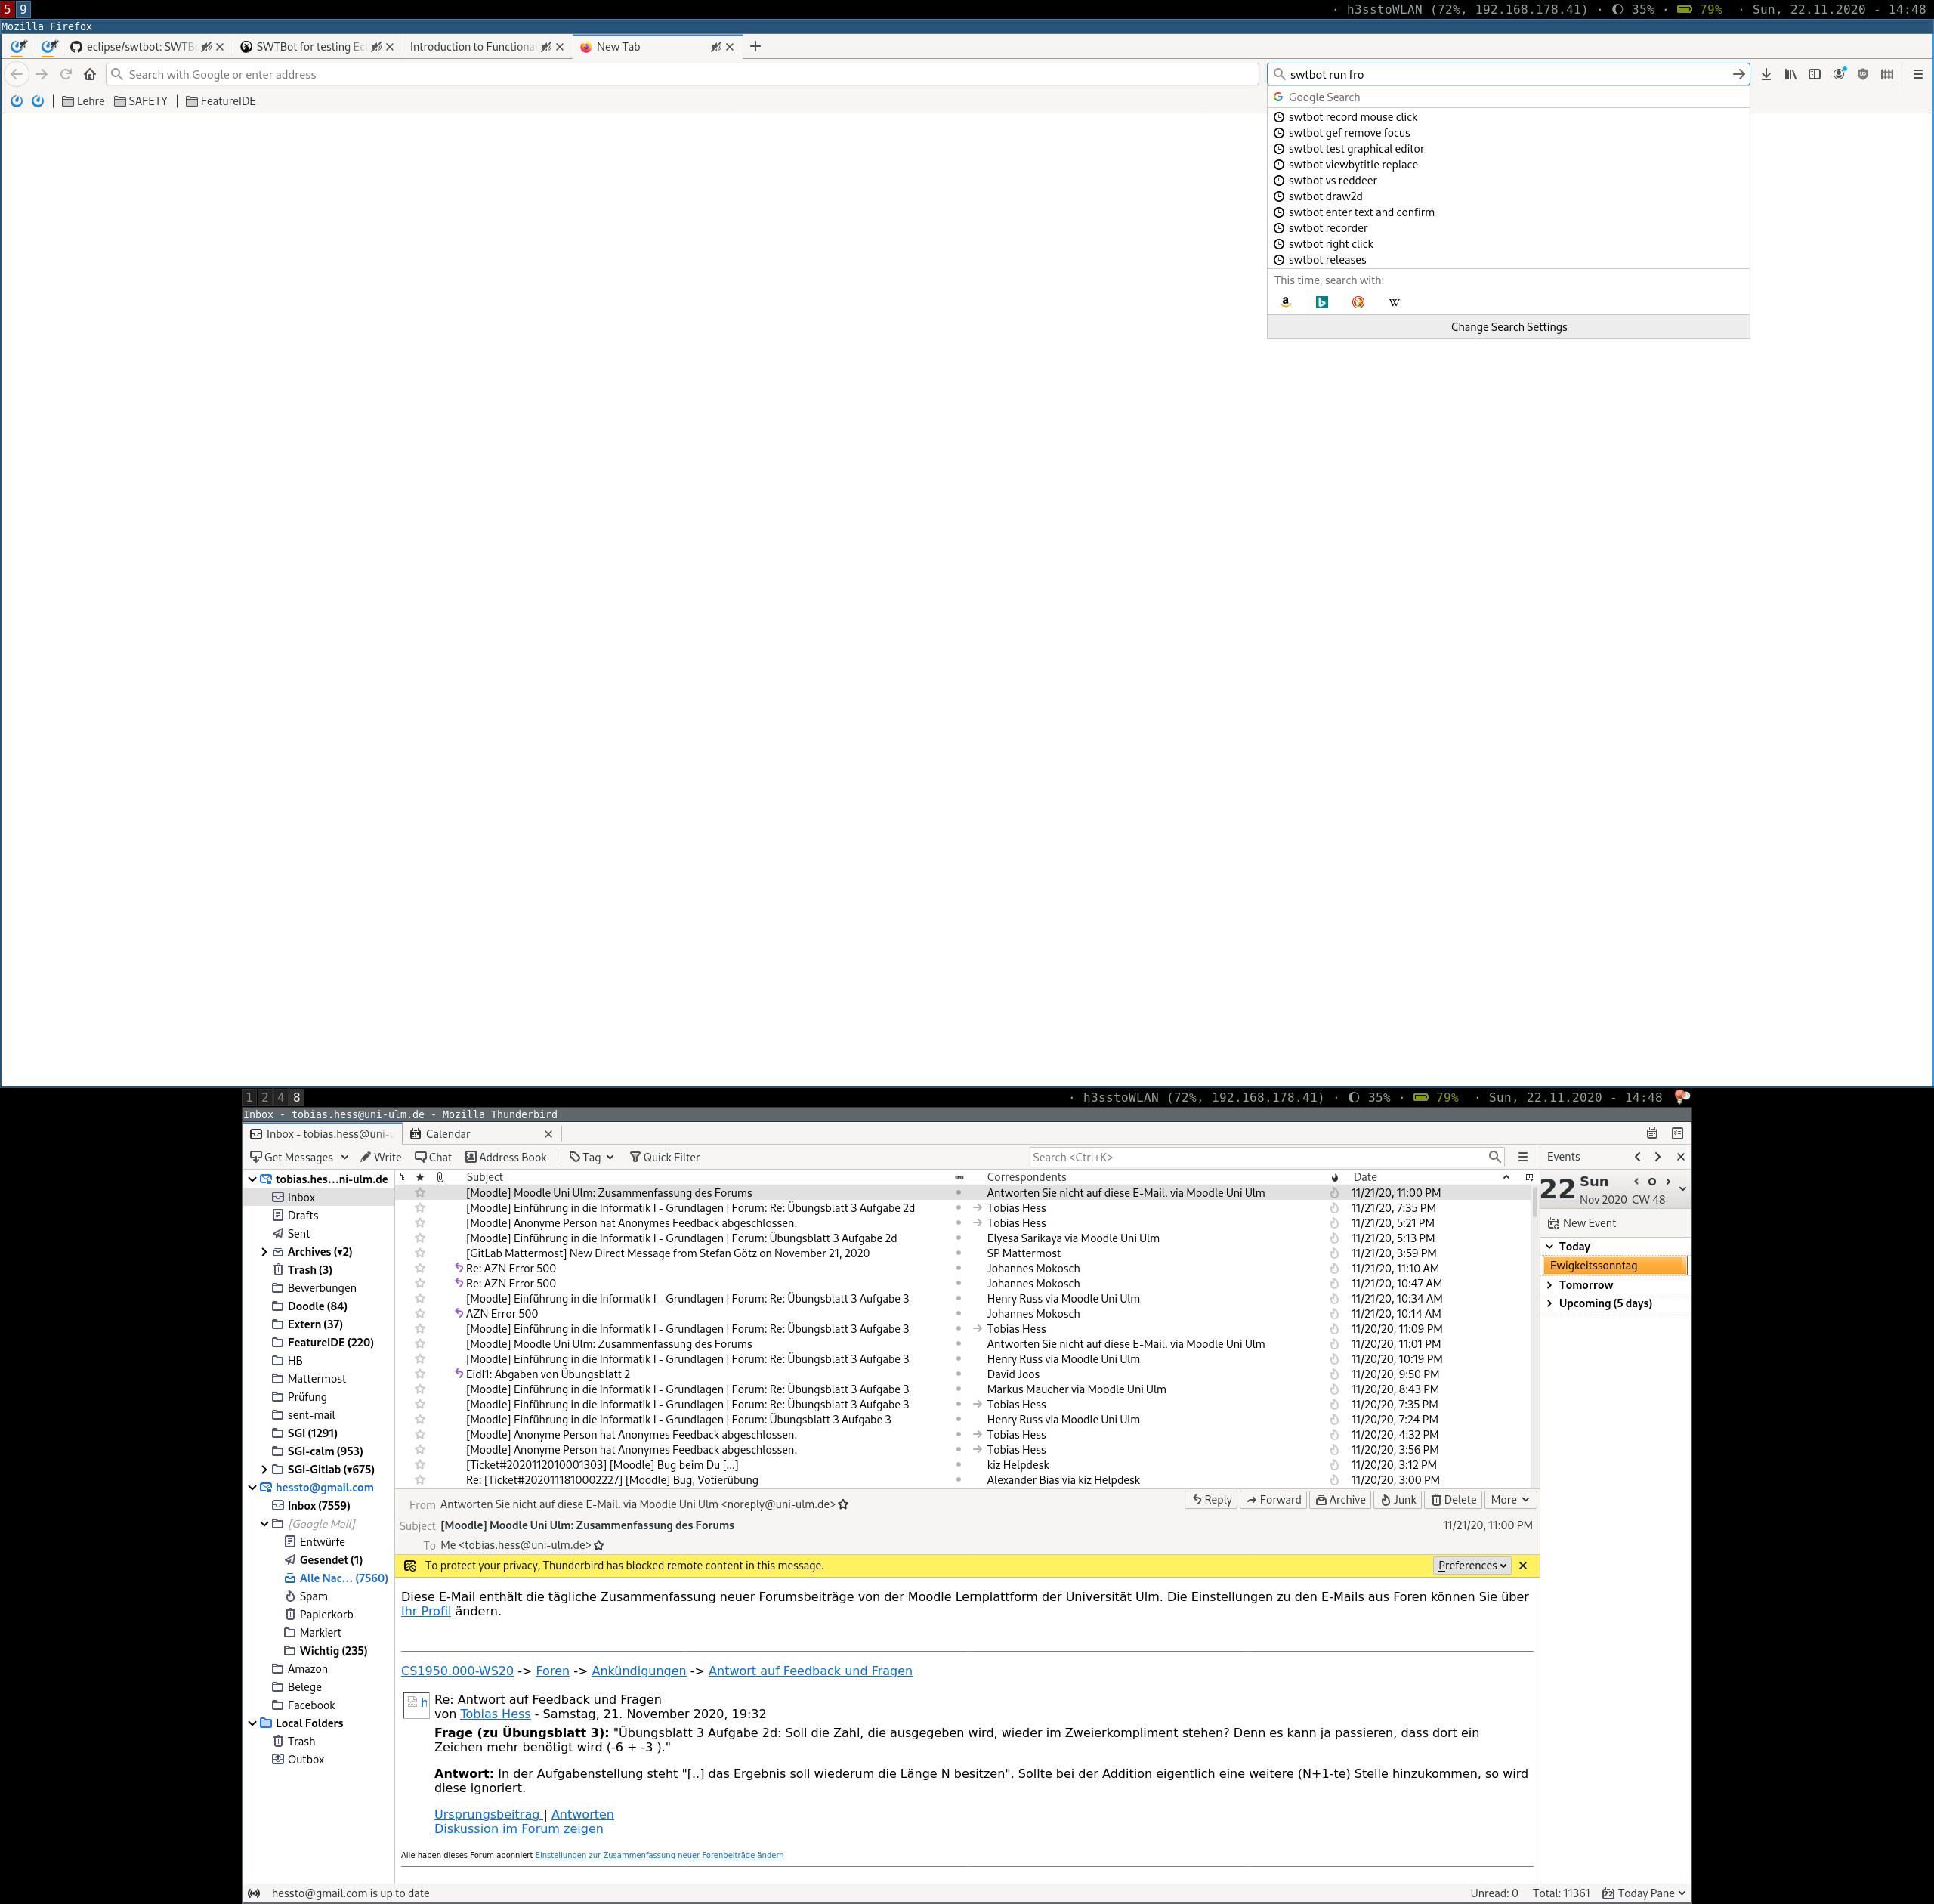 5 9 · h3sstoWLAN (72%, 192.168.178.41) · 35% · 79% · Sun, 22.11.2020 - 14:48
Mozilla Firefox
eclipse/swtbot: SWTB SWTBot for testing Ecl Introduction to Functiona New Tab
Search with Google or enter address swtbot run fro
Lehre SAFETY FeatureIDE
Google Search
swtbot record mouse click
swtbot gef remove focus
swtbot test graphical editor
swtbot viewbytitle replace
swtbot vs reddeer
swtbot draw2d
swtbot enter text and confirm
swtbot recorder
swtbot right click
swtbot releases
This time, search with:
Change Search Settings
1 2 4 8 · h3sstoWLAN (72%, 192.168.178.41) · 35% · 79% · Sun, 22.11.2020 - 14:48
Inbox - tobias.hess@uni-ulm.de - Mozilla Thunderbird
Inbox - tobias.hess@uni-u Calendar
Get Messages Write Chat Address Book Tag Quick Filter Search <Ctrl+K>
Events
22 Sun
Nov 2020 CW 48
New Event
Today
Ewigkeitssonntag
Tomorrow
Upcoming (5 days)
tobias.hes...ni-ulm.de
Inbox
Drafts
Sent
Archives (▾2)
Trash (3)
Bewerbungen
Doodle (84)
Extern (37)
FeatureIDE (220)
HB
Mattermost
Prüfung
sent-mail
SGI (1291)
SGI-calm (953)
SGI-Gitlab (▾675)
hessto@gmail.com
Inbox (7559)
[Google Mail]
Entwürfe
Gesendet (1)
Alle Nac... (7560)
Spam
Papierkorb
Markiert
Wichtig (235)
Amazon
Belege
Facebook
Local Folders
Trash
Outbox
Subject Correspondents Date
[Moodle] Moodle Uni Ulm: Zusammenfassung des Forums Antworten Sie nicht auf diese E-Mail. via Moodle Uni Ulm 11/21/20, 11:00 PM
[Moodle] Einführung in die Informatik I - Grundlagen | Forum: Re: Übungsblatt 3 Aufgabe 2d Tobias Hess 11/21/20, 7:35 PM
[Moodle] Anonyme Person hat Anonymes Feedback abgeschlossen. Tobias Hess 11/21/20, 5:21 PM
[Moodle] Einführung in die Informatik I - Grundlagen | Forum: Übungsblatt 3 Aufgabe 2d Elyesa Sarikaya via Moodle Uni Ulm 11/21/20, 5:13 PM
[GitLab Mattermost] New Direct Message from Stefan Götz on November 21, 2020 SP Mattermost 11/21/20, 3:59 PM
Re: AZN Error 500 Johannes Mokosch 11/21/20, 11:10 AM
Re: AZN Error 500 Johannes Mokosch 11/21/20, 10:47 AM
[Moodle] Einführung in die Informatik I - Grundlagen | Forum: Re: Übungsblatt 3 Aufgabe 3 Henry Russ via Moodle Uni Ulm 11/21/20, 10:34 AM
AZN Error 500 Johannes Mokosch 11/21/20, 10:14 AM
[Moodle] Einführung in die Informatik I - Grundlagen | Forum: Re: Übungsblatt 3 Aufgabe 3 Tobias Hess 11/20/20, 11:09 PM
[Moodle] Moodle Uni Ulm: Zusammenfassung des Forums Antworten Sie nicht auf diese E-Mail. via Moodle Uni Ulm 11/20/20, 11:01 PM
[Moodle] Einführung in die Informatik I - Grundlagen | Forum: Re: Übungsblatt 3 Aufgabe 3 Henry Russ via Moodle Uni Ulm 11/20/20, 10:19 PM
EidI1: Abgaben von Übungsblatt 2 David Joos 11/20/20, 9:50 PM
[Moodle] Einführung in die Informatik I - Grundlagen | Forum: Re: Übungsblatt 3 Aufgabe 3 Markus Maucher via Moodle Uni Ulm 11/20/20, 8:43 PM
[Moodle] Einführung in die Informatik I - Grundlagen | Forum: Re: Übungsblatt 3 Aufgabe 3 Tobias Hess 11/20/20, 7:35 PM
[Moodle] Einführung in die Informatik I - Grundlagen | Forum: Übungsblatt 3 Aufgabe 3 Henry Russ via Moodle Uni Ulm 11/20/20, 7:24 PM
[Moodle] Anonyme Person hat Anonymes Feedback abgeschlossen. Tobias Hess 11/20/20, 4:32 PM
[Moodle] Anonyme Person hat Anonymes Feedback abgeschlossen. Tobias Hess 11/20/20, 3:56 PM
[Ticket#2020112010001303] [Moodle] Bug beim Du [...] kiz Helpdesk 11/20/20, 3:12 PM
Re: [Ticket#2020111810002227] [Moodle] Bug, Votierübung Alexander Bias via kiz Helpdesk 11/20/20, 3:00 PM
From Antworten Sie nicht auf diese E-Mail. via Moodle Uni Ulm <noreply@uni-ulm.de> Reply Forward Archive Junk Delete More
Subject [Moodle] Moodle Uni Ulm: Zusammenfassung des Forums 11/21/20, 11:00 PM
To Me <tobias.hess@uni-ulm.de>
To protect your privacy, Thunderbird has blocked remote content in this message. Preferences
Diese E-Mail enthält die tägliche Zusammenfassung neuer Forumsbeiträge von der Moodle Lernplattform der Universität Ulm. Die Einstellungen zu den E-Mails aus Foren können Sie über
Ihr Profil ändern.
CS1950.000-WS20 -> Foren -> Ankündigungen -> Antwort auf Feedback und Fragen
h Re: Antwort auf Feedback und Fragen
von Tobias Hess - Samstag, 21. November 2020, 19:32
Frage (zu Übungsblatt 3): "Übungsblatt 3 Aufgabe 2d: Soll die Zahl, die ausgegeben wird, wieder im Zweierkompliment stehen? Denn es kann ja passieren, dass dort ein
Zeichen mehr benötigt wird (-6 + -3 )."
Antwort: In der Aufgabenstellung steht "[..] das Ergebnis soll wiederum die Länge N besitzen". Sollte bei der Addition eigentlich eine weitere (N+1-te) Stelle hinzukommen, so wird
diese ignoriert.
Ursprungsbeitrag | Antworten
Diskussion im Forum zeigen
Alle haben dieses Forum abonniert Einstellungen zur Zusammenfassung neuer Forenbeiträge ändern
hessto@gmail.com is up to date Unread: 0 Total: 11361 22 Today Pane